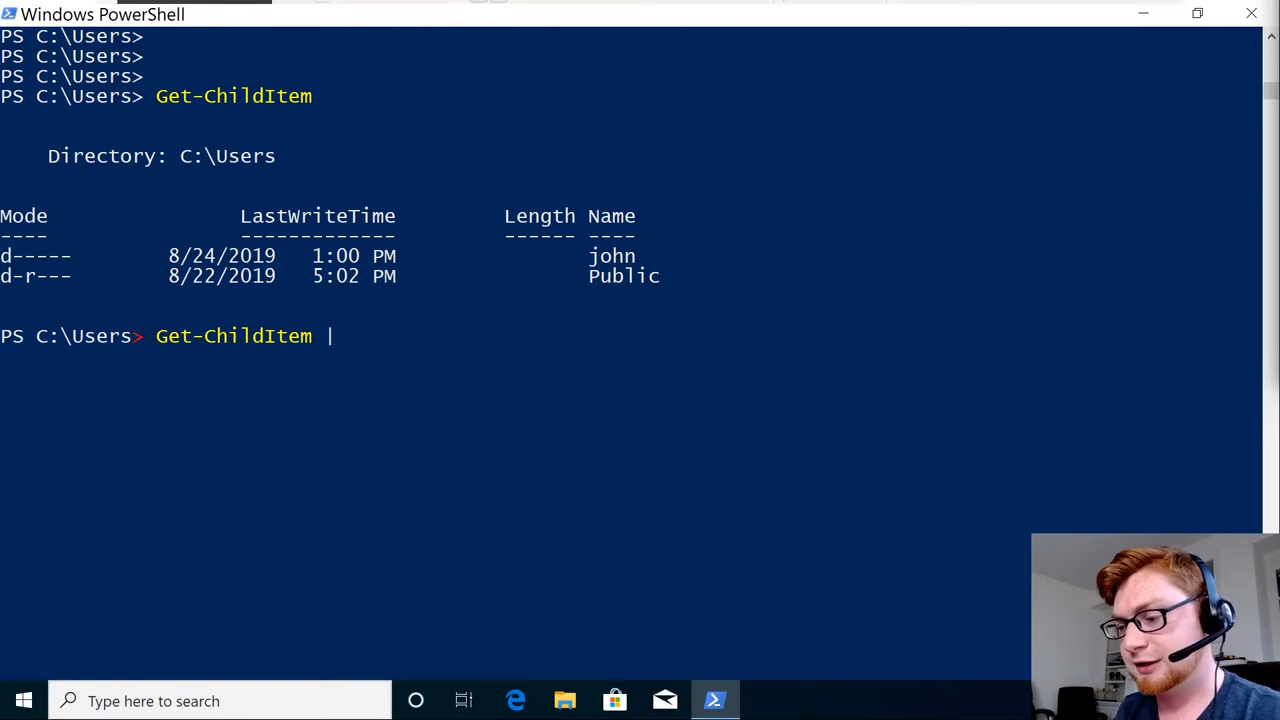 Windows PowerShell
PS C:\Users>
PS C:\Users>
PS C:\Users>
PS C:\Users> Get-ChildItem
Directory: C:\Users
Mode LastWriteTime Length Name
---- ------------- ------ ----
d----- 8/24/2019 1:00 PM john
d-r--- 8/22/2019 5:02 PM Public
PS C:\Users> Get-ChildItem |
Type here to search